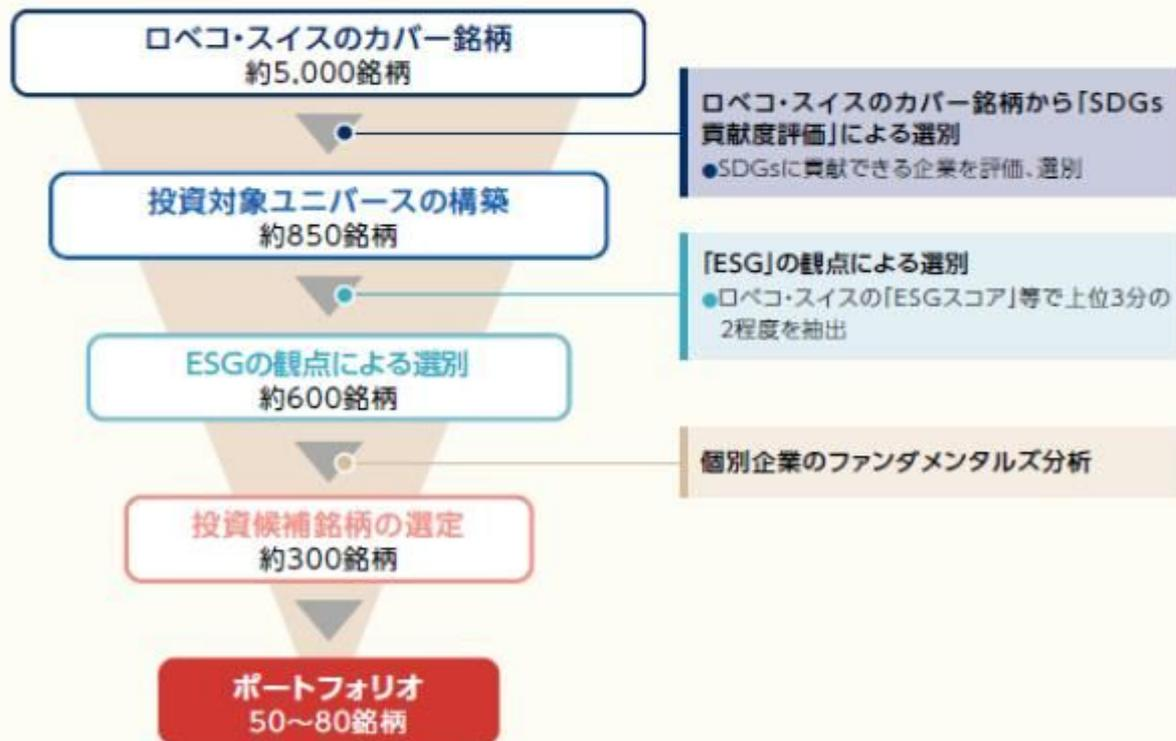 ロベコ・スイスのカバー銘柄
約5,000銘柄
ロベコ・スイスのカバー銘柄から「SDGs
貢献度評価」による選別
●SDGsに貢献できる企業を評価、選別
投資対象ユニバースの構築
約850銘柄
「ESG」の観点による選別
●ロベコ・スイスの「ESGスコア」等で上位3分の
2程度を抽出
ESGの観点による選別
約600銘柄
個別企業のファンダメンタルズ分析
投資候補銘柄の選定
約300銘柄
ポートフォリオ
50〜80銘柄